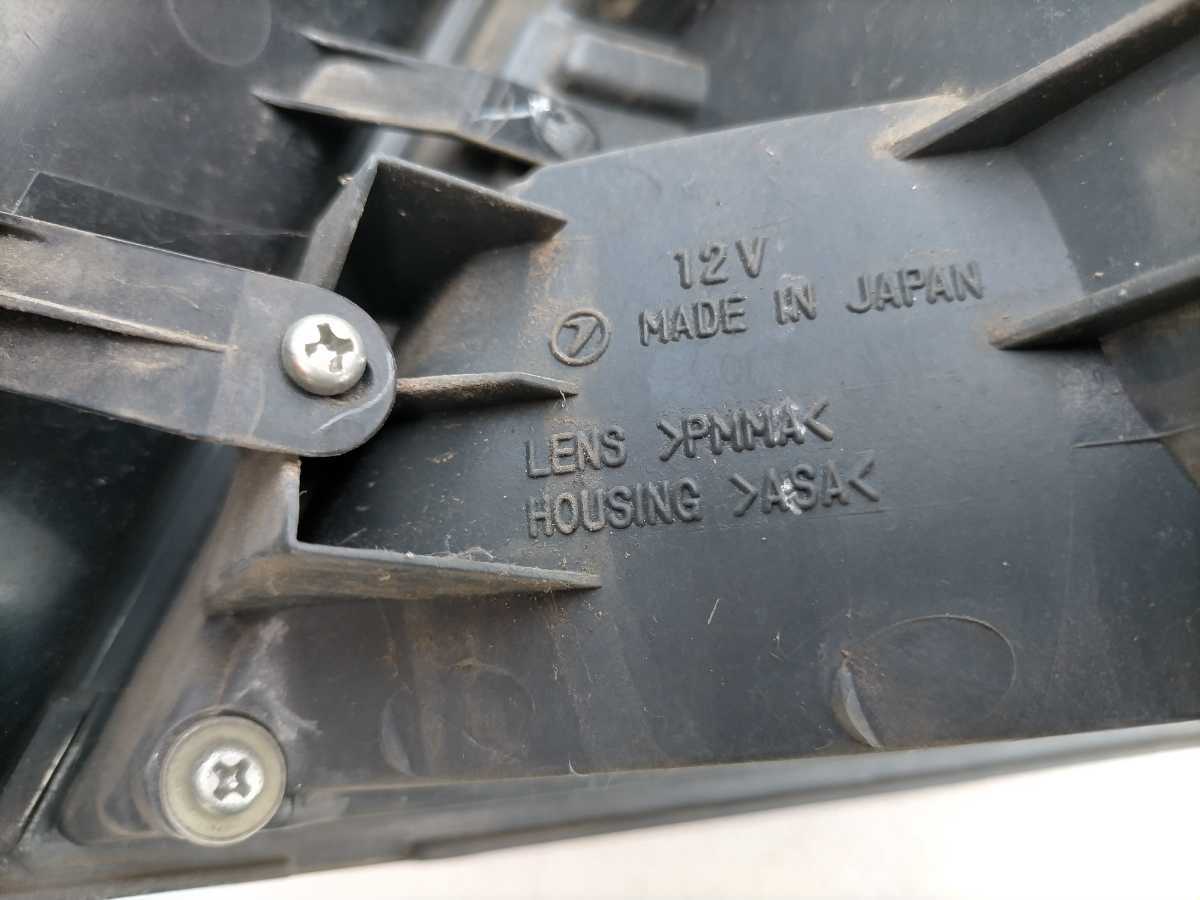 12V
MADE IN JAPAN
LENS >PMMA<
HOUSING >ASA<